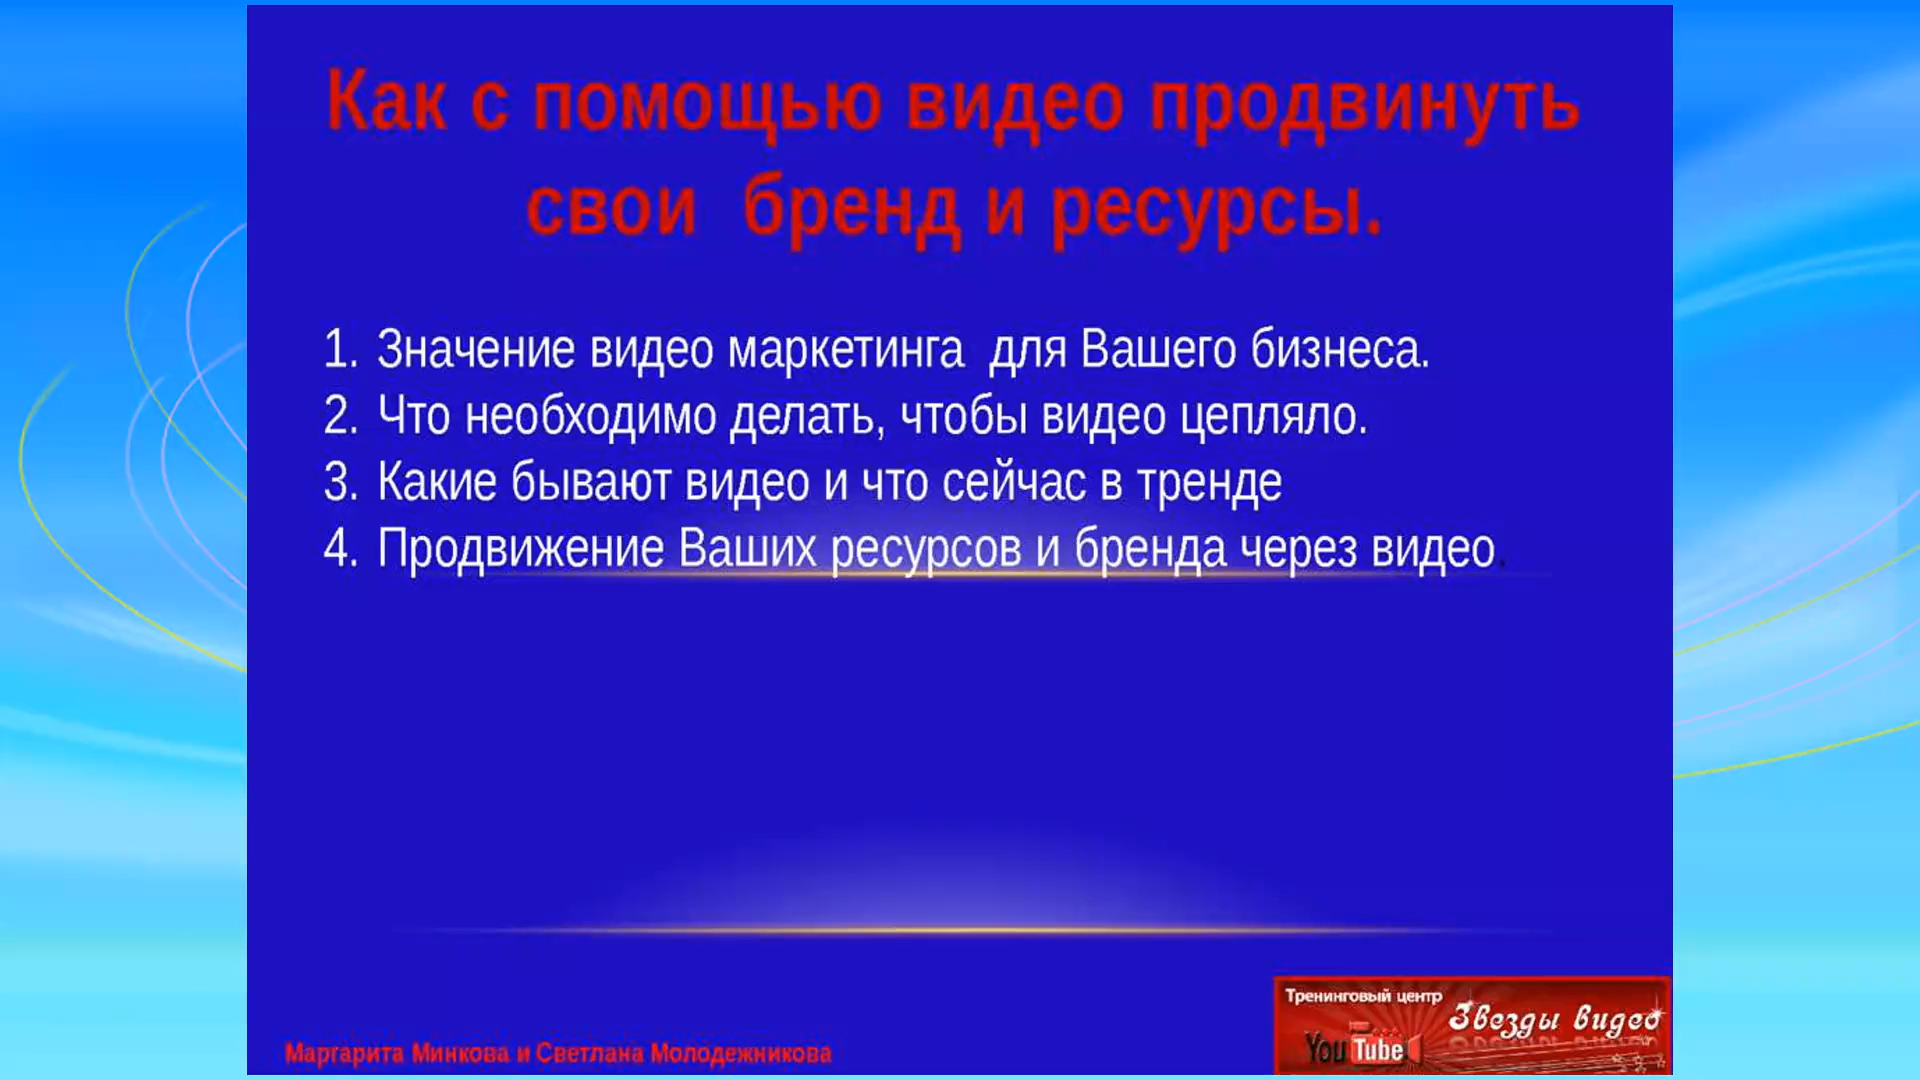 Как с помощью видео продвинуть
свои бренд и ресурсы.
1. Значение видео маркетинга для Вашего бизнеса.
2. Что необходимо делать, чтобы видео цепляло.
3. Какие бывают видео и что сейчас в тренде
4. Продвижение Ваших ресурсов и бренда через видео.
Тренинговый центр
Звезды видео
YouTube
Маргарита Минкова и Светлана Молодежникова